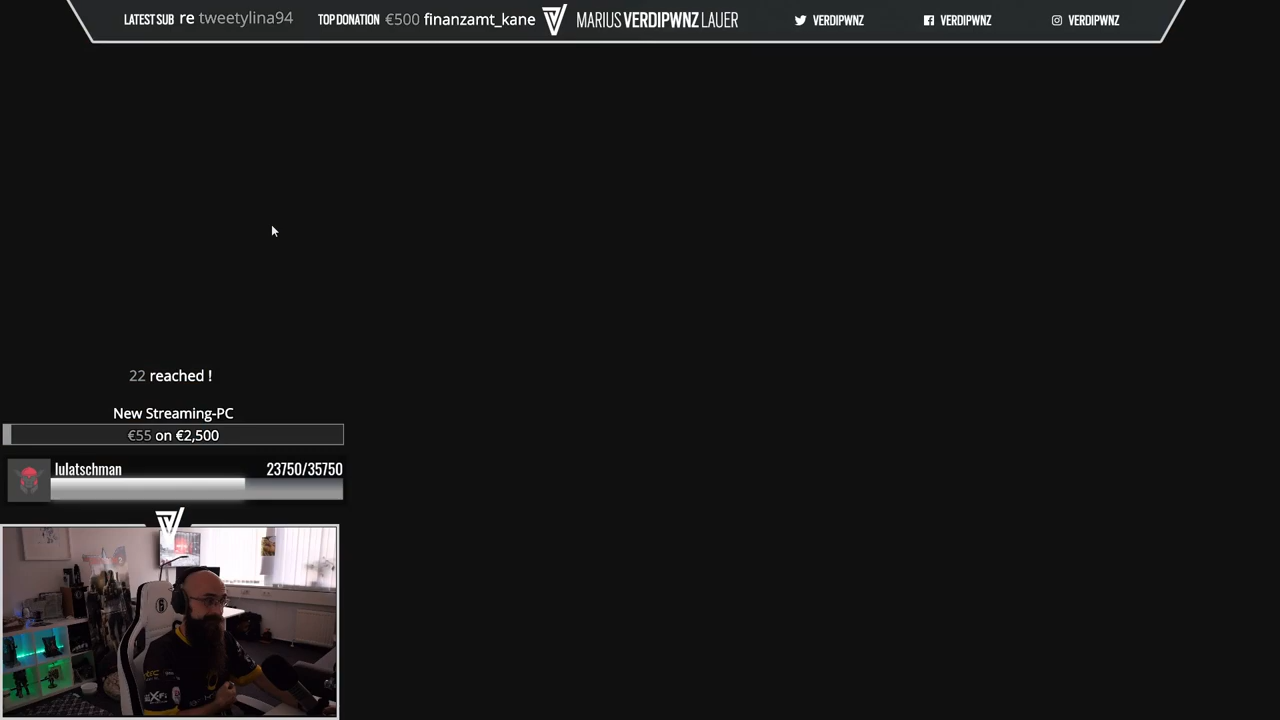 LATEST SUB re tweetylina94 TOP DONATION €500 finanzamt_kane MARIUS VERDIPWNZ LAUER VERDIPWNZ VERDIPWNZ VERDIPWNZ
22 reached !
New Streaming-PC
€55 on €2,500
lulatschman 23750/35750